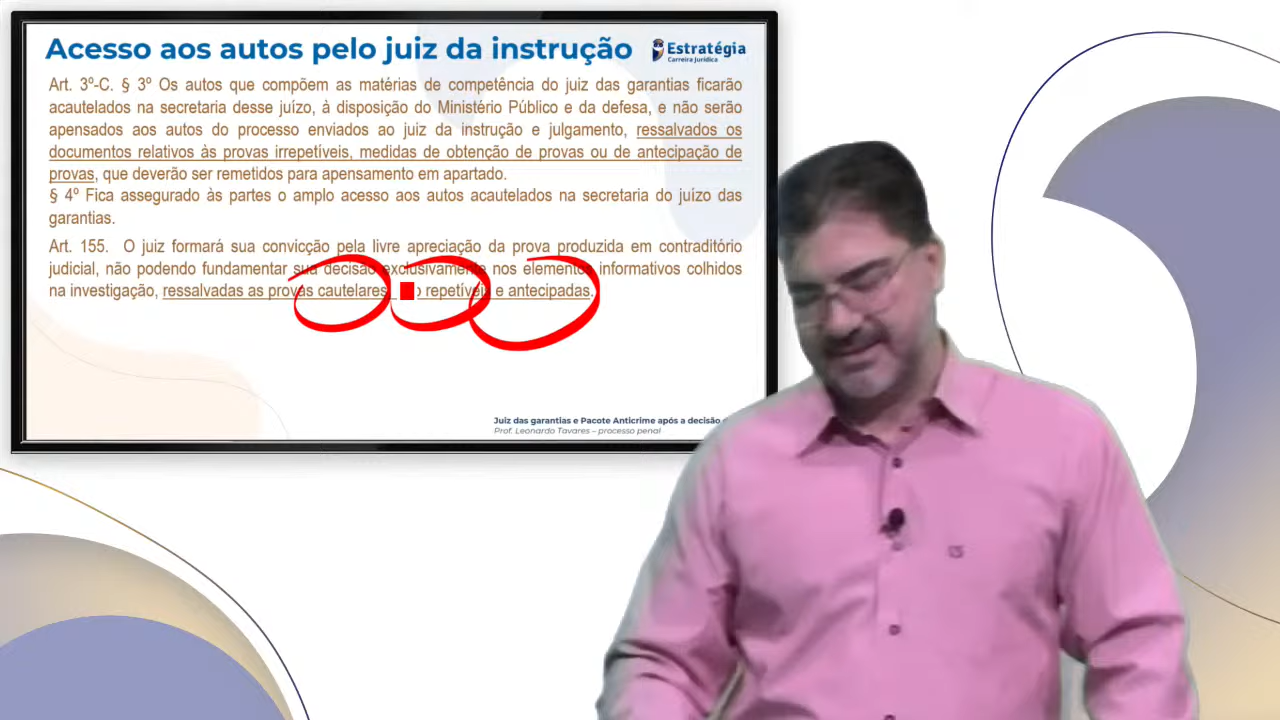 Acesso aos autos pelo juiz da instrução
Estratégia
Carreira Jurídica
Art. 3º-C. § 3º Os autos que compõem as matérias de competência do juiz das garantias ficarão
acautelados na secretaria desse juízo, à disposição do Ministério Público e da defesa, e não serão
apensados aos autos do processo enviados ao juiz da instrução e julgamento, ressalvados os
documentos relativos às provas irrepetíveis, medidas de obtenção de provas ou de antecipação de
provas, que deverão ser remetidos para apensamento em apartado.
§ 4º Fica assegurado às partes o amplo acesso aos autos acautelados na secretaria do juízo das
garantias.
Art. 155. O juiz formará sua convicção pela livre apreciação da prova produzida em contraditório
judicial, não podendo fundamentar sua decisão exclusivamente nos elementos informativos colhidos
na investigação, ressalvadas as provas cautelares, repetíveis e antecipadas.
Juiz das garantias e Pacote Anticrime após a decisão
Prof. Leonardo Tavares – processo penal